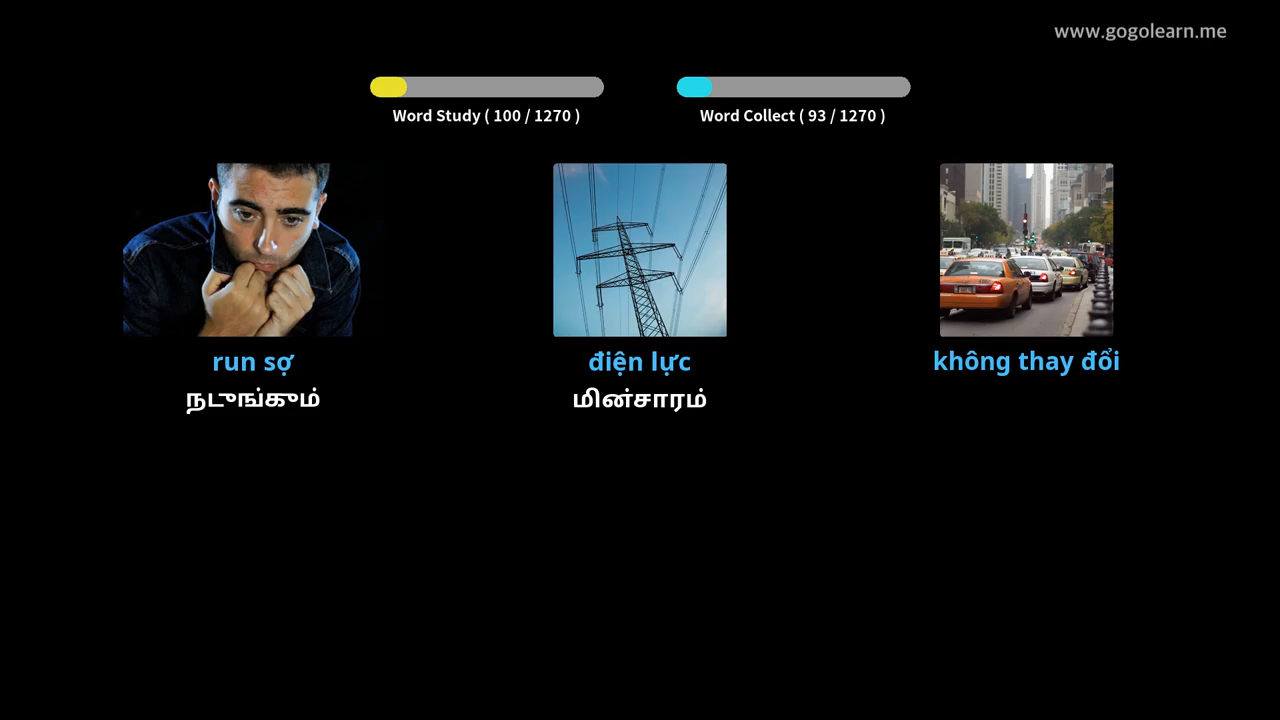 www.gogolearn.me
Word Study ( 100 / 1270 )
Word Collect ( 93 / 1270 )
run sợ
điện lực
không thay đổi
நடுங்கும்
மின்சாரம்